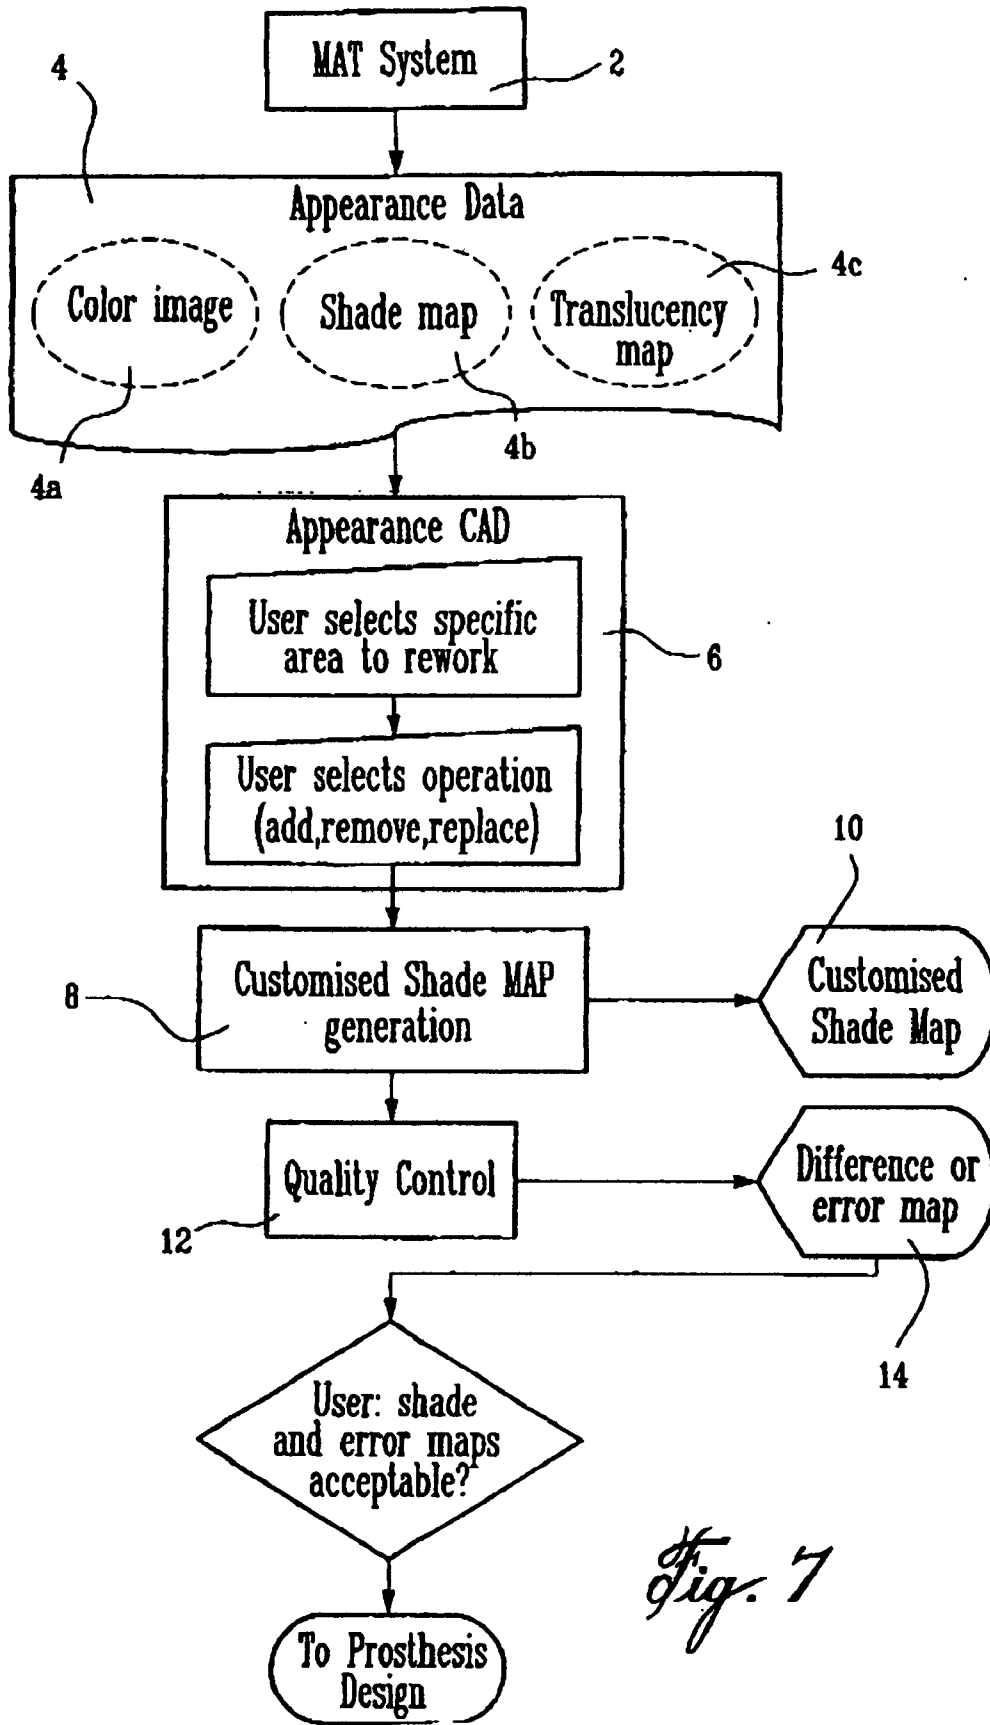 MAT System
2
4
Appearance Data
Color image
Shade map
Translucency
map
4c
4a
4b
Appearance CAD
User selects specific
area to rework
6
User selects operation
(add,remove,replace)
10
8
Customised Shade MAP
generation
Customised
Shade Map
Quality Control
12
Difference or
error map
14
User: shade
and error maps
acceptable?
Fig. 7
To Prosthesis
Design